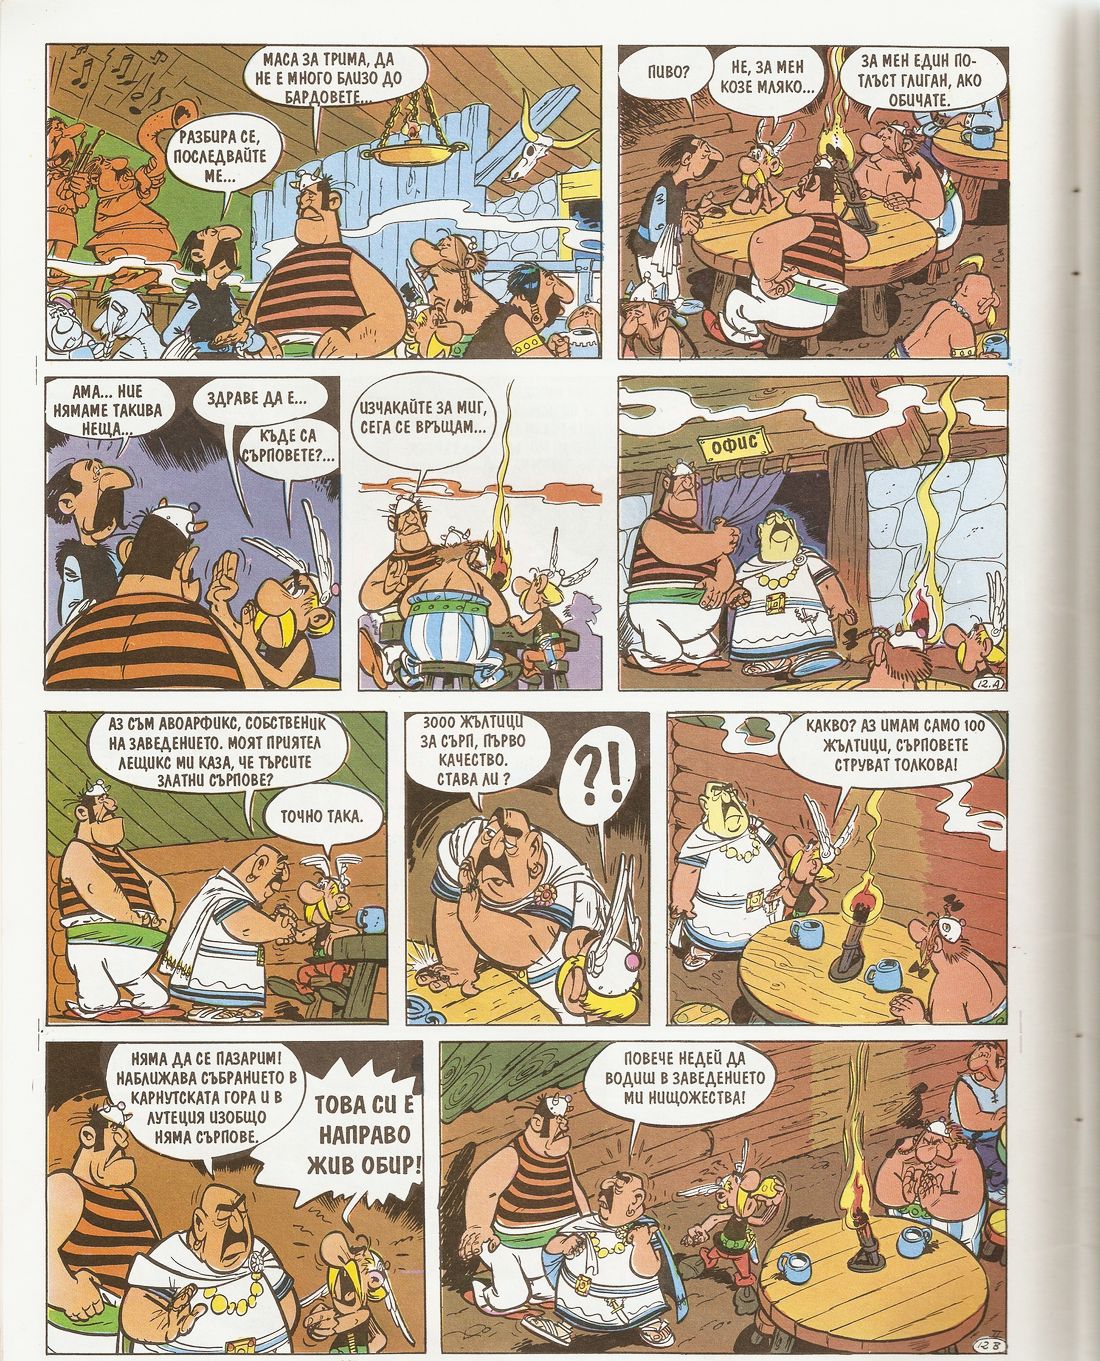 МАСА ЗА ТРИМА, ДА
НЕ Е МНОГО БЛИЗО ДО
БАРДОВЕТЕ...
РАЗБИРА СЕ,
ПОСЛЕДВАЙТЕ
МЕ...
ПИВО?
НЕ, ЗА МЕН
КОЗЕ МЛЯКО...
ЗА МЕН ЕДИН ПО-
ТЛЪСТ ГЛИГАН, АКО
ОБИЧАТЕ.
АМА... НИЕ
НЯМАМЕ ТАКИВА
НЕЩА...
ЗДРАВЕ ДА Е...
КЪДЕ СА
СЪРПОВЕТЕ?...
ИЗЧАКАЙТЕ ЗА МИГ,
СЕГА СЕ ВРЪЩАМ...
ОФИС
12.A
АЗ СЪМ АВОАРФИКС, СОБСТВЕНИК
НА ЗАВЕДЕНИЕТО. МОЯТ ПРИЯТЕЛ
ЛЕЩИКС МИ КАЗА, ЧЕ ТЪРСИТЕ
ЗЛАТНИ СЪРПОВЕ?
ТОЧНО ТАКА.
3000 ЖЪЛТИЦИ
ЗА СЪРП, ПЪРВО
КАЧЕСТВО.
СТАВА ЛИ?
?!
КАКВО? АЗ ИМАМ САМО 100
ЖЪЛТИЦИ, СЪРПОВЕТЕ
СТРУВАТ ТОЛКОВА!
НЯМА ДА СЕ ПАЗАРИМ!
НАБЛИЖАВА СЪБРАНИЕТО В
КАРНУТСКАТА ГОРА И В
ЛУТЕЦИЯ ИЗОБЩО
НЯМА СЪРПОВЕ.
ТОВА СИ Е
НАПРАВО
ЖИВ ОБИР!
ПОВЕЧЕ НЕДЕЙ ДА
ВОДИШ В ЗАВЕДЕНИЕТО
МИ НИЩОЖЕСТВА!
12 B